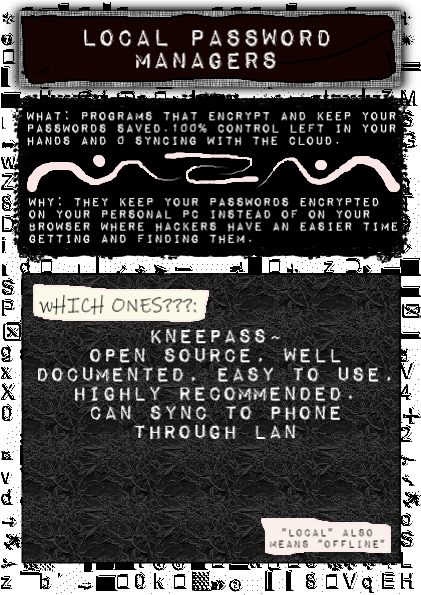 LOCAL PASSWORD
MANAGERS
WHAT: PROGRAMS THAT ENCRYPT AND KEEP YOUR
PASSWORDS SAVED.100% CONTROL LEFT IN YOUR
HANDS AND 0 SYNCING WITH THE CLOUD.
WHY: THEY KEEP YOUR PASSWORDS ENCRYPTED
ON YOUR PERSONAL PC INSTEAD OF ON YOUR
BROWSER WHERE HACKERS HAVE AN EASIER TIME
GETTING AND FINDING THEM.
WHICH ONES???:
KNEEPASS~
OPEN SOURCE. WELL
DOCUMENTED. EASY TO USE.
HIGHLY RECOMMENDED.
CAN SYNC TO PHONE
THROUGH LAN
"LOCAL" ALSO
MEANS "OFFLINE"